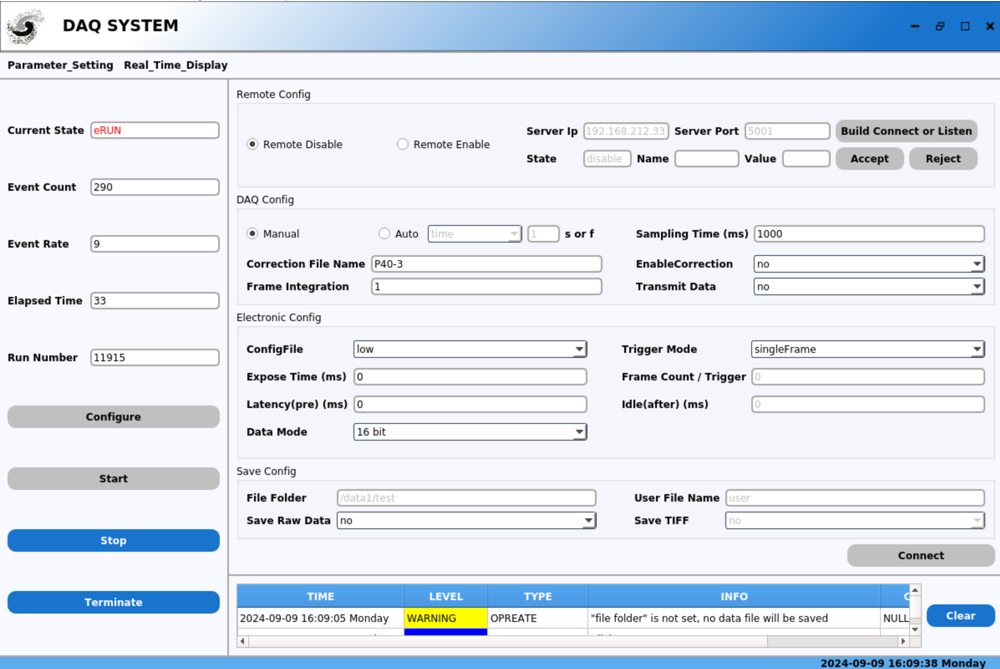 DAQ SYSTEM
Parameter_Setting Real_Time_Display
Current State eRUN
Event Count 290
Event Rate 9
Elapsed Time 33
Run Number 11915
Configure
Start
Stop
Terminate
Remote Config
Remote Disable Remote Enable
Server Ip 192.168.212.33 Server Port 5001 Build Connect or Listen
State disable Name Value Accept Reject
DAQ Config
Manual Auto time 1 s or f Sampling Time (ms) 1000
Correction File Name P40-3 EnableCorrection no
Frame Integration 1 Transmit Data no
Electronic Config
ConfigFile low Trigger Mode singleFrame
Expose Time (ms) 0 Frame Count / Trigger 0
Latency(pre) (ms) 0 Idle(after) (ms) 0
Data Mode 16 bit
Save Config
File Folder /data1/test User File Name user
Save Raw Data no Save TIFF no
Connect
TIME LEVEL TYPE INFO
2024-09-09 16:09:05 Monday WARNING OPREATE "file folder" is not set, no data file will be saved NULL
Clear
2024-09-09 16:09:38 Monday